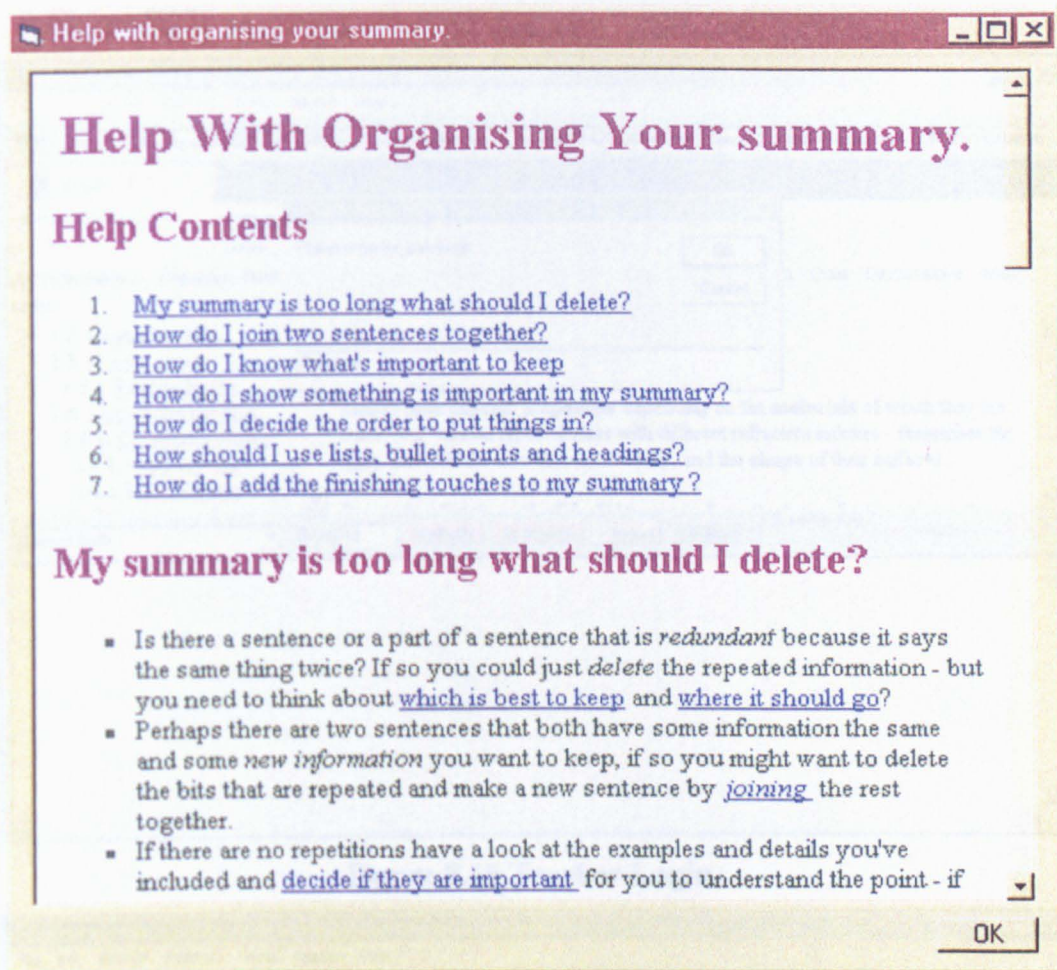 Help with organising your summary.
Help With Organising Your summary.
Help Contents
1. My summary is too long what should I delete?
2. How do I join two sentences together?
3. How do I know what's important to keep
4. How do I show something is important in my summary?
5. How do I decide the order to put things in?
6. How should I use lists, bullet points and headings?
7. How do I add the finishing touches to my summary ?
My summary is too long what should I delete?
▪ Is there a sentence or a part of a sentence that is redundant because it says
the same thing twice? If so you could just delete the repeated information - but
you need to think about which is best to keep and where it should go?
▪ Perhaps there are two sentences that both have some information the same
and some new information you want to keep, if so you might want to delete
the bits that are repeated and make a new sentence by joining the rest
together.
▪ If there are no repetitions have a look at the examples and details you've
included and decide if they are important for you to understand the point - if
OK